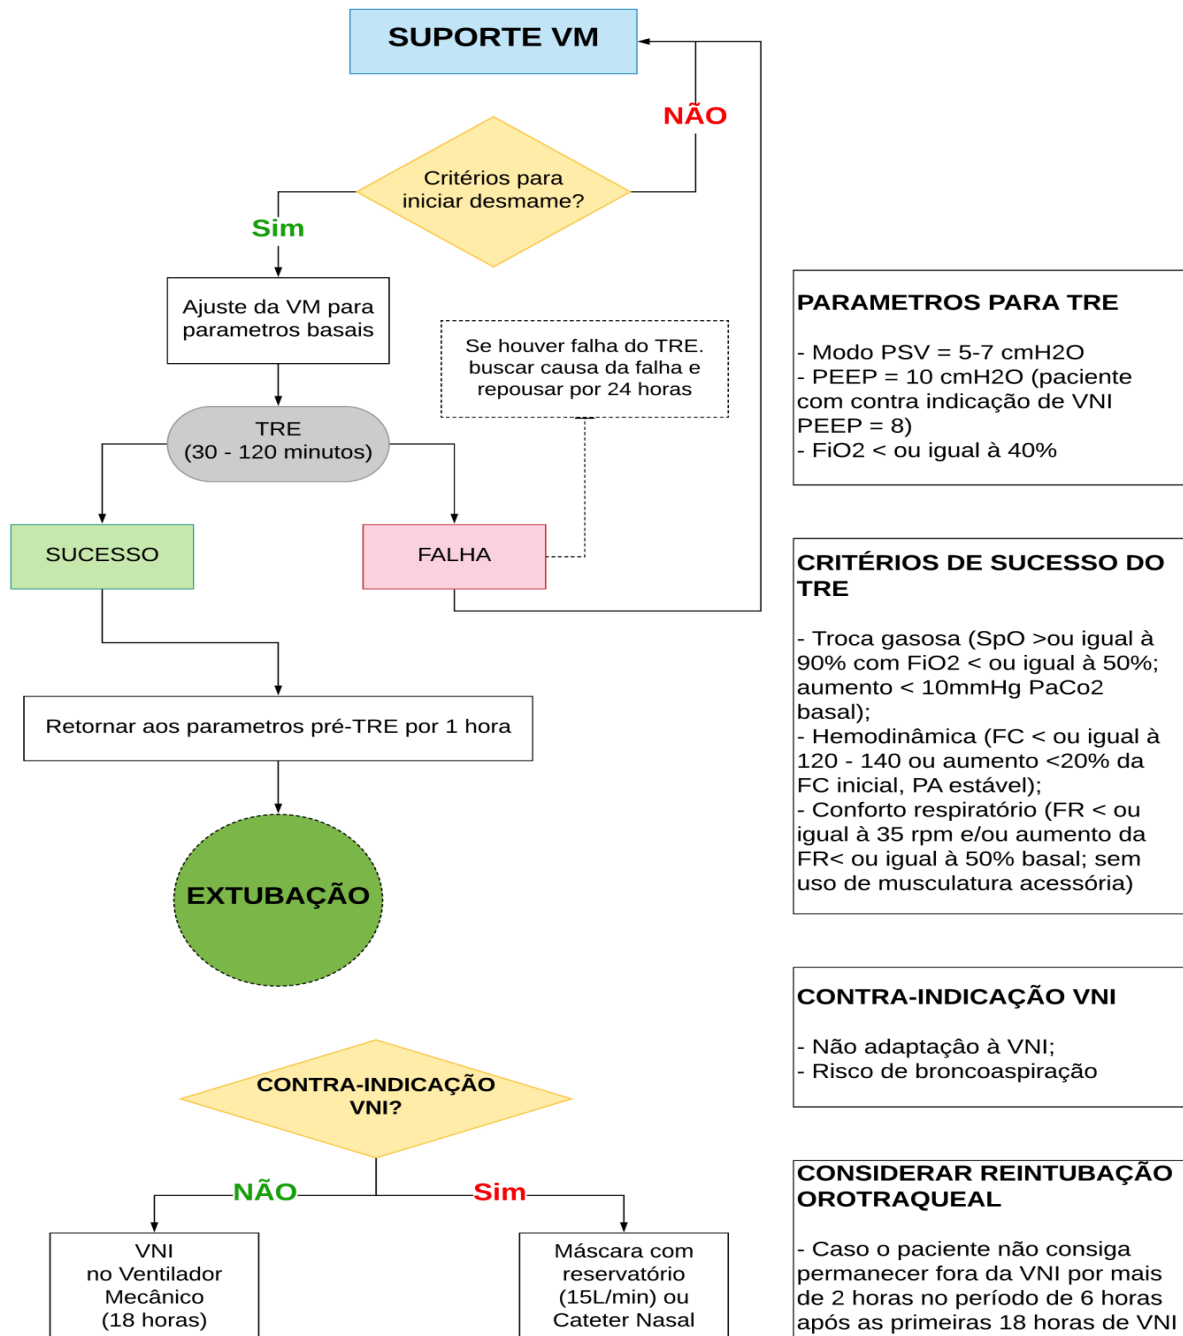 SUPORTE VM
NÃO
Critérios para
iniciar desmame?
Sim
Ajuste da VM para
parametros basais
Se houver falha do TRE.
buscar causa da falha e
repousar por 24 horas
TRE
(30 - 120 minutos)
SUCESSO
FALHA
Retornar aos parametros pré-TRE por 1 hora
EXTUBAÇÃO
CONTRA-INDICAÇÃO
VNI?
NÃO
Sim
VNI
no Ventilador
Mecânico
(18 horas)
Máscara com
reservatório
(15L/min) ou
Cateter Nasal
PARAMETROS PARA TRE
- Modo PSV = 5-7 cmH2O
- PEEP = 10 cmH2O (paciente
com contra indicação de VNI
PEEP = 8)
- FiO2 < ou igual à 40%
CRITÉRIOS DE SUCESSO DO
TRE
- Troca gasosa (SpO >ou igual à
90% com FiO2 < ou igual à 50%;
aumento < 10mmHg PaCo2
basal);
- Hemodinâmica (FC < ou igual à
120 - 140 ou aumento <20% da
FC inicial, PA estável);
- Conforto respiratório (FR < ou
igual à 35 rpm e/ou aumento da
FR< ou igual à 50% basal; sem
uso de musculatura acessória)
CONTRA-INDICAÇÃO VNI
- Não adaptaçâo à VNI;
- Risco de broncoaspiração
CONSIDERAR REINTUBAÇÃO
OROTRAQUEAL
- Caso o paciente não consiga
permanecer fora da VNI por mais
de 2 horas no período de 6 horas
após as primeiras 18 horas de VNI